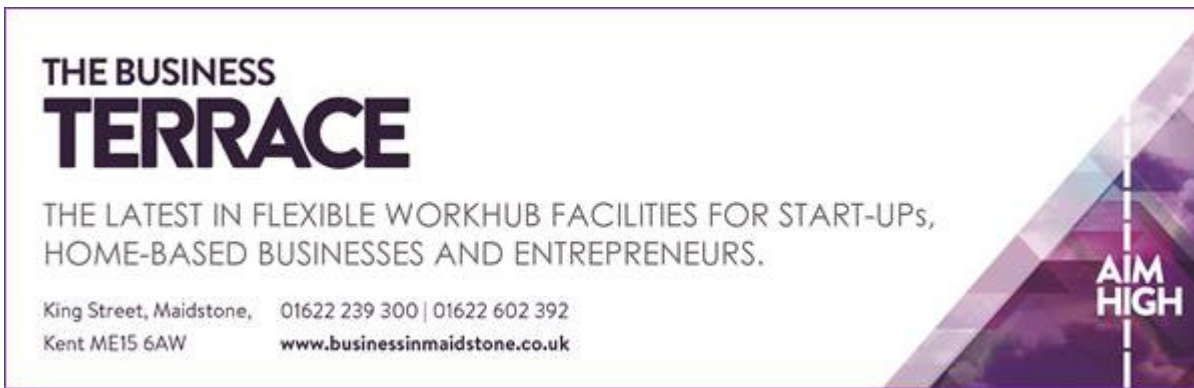 THE BUSINESS
TERRACE
THE LATEST IN FLEXIBLE WORKHUB FACILITIES FOR START-UPs,
HOME-BASED BUSINESSES AND ENTREPRENEURS.
King Street, Maidstone,
Kent ME15 6AW
01622 239 300 | 01622 602 392
www.businessinmaidstone.co.uk
AIM
HIGH